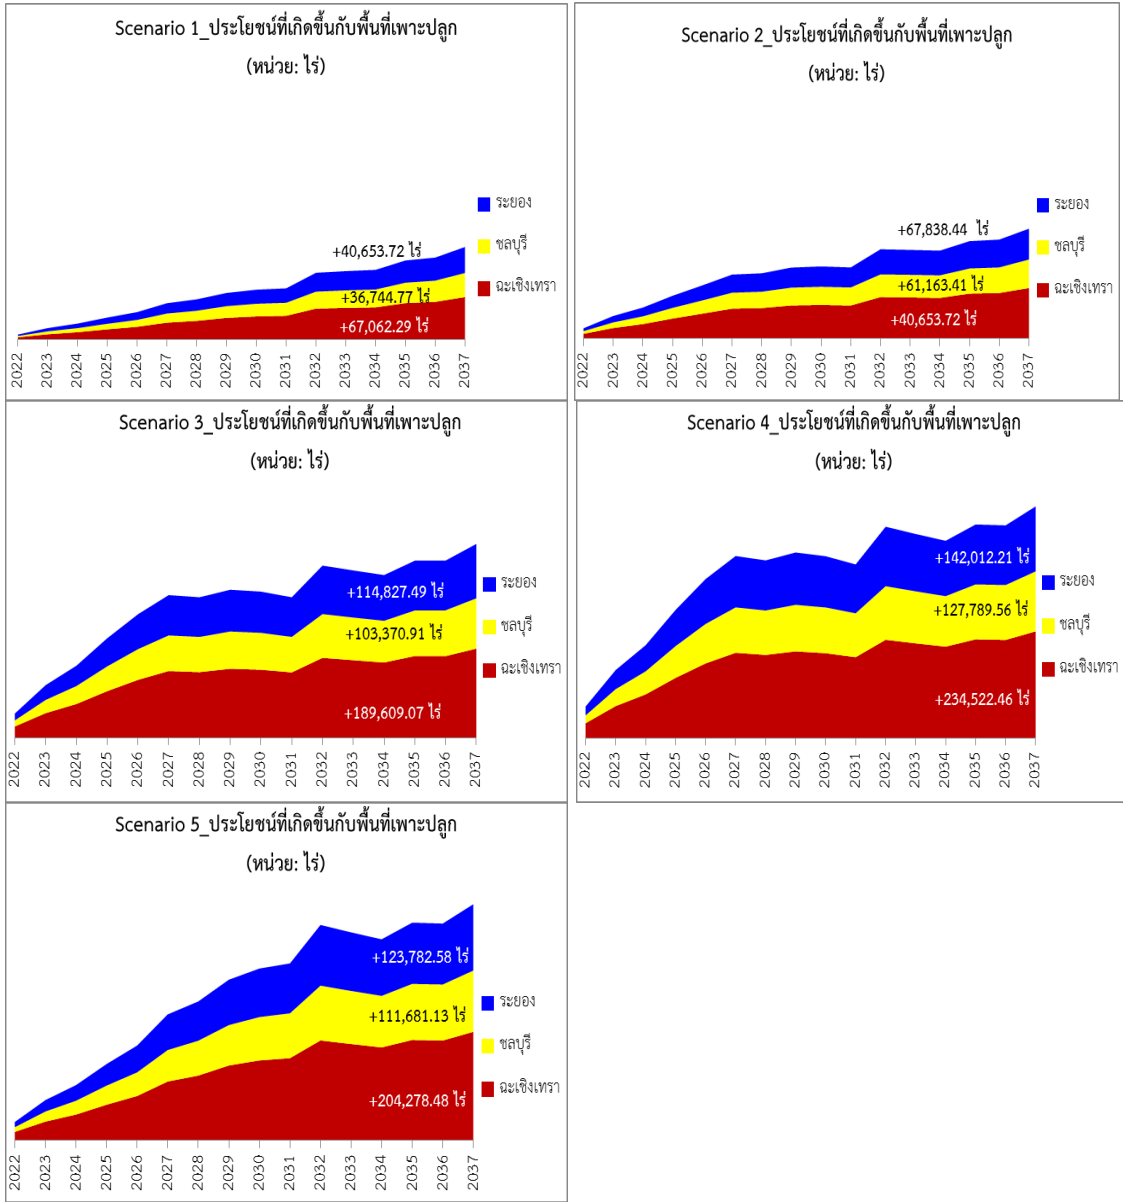 Scenario 1_ประโยชน์ที่เกิดขึ้นกับพื้นที่เพาะปลูก
(หน่วย: ไร่)
ระยอง
ชลบุรี
ฉะเชิงเทรา
+40,653.72 ไร่
+36,744.77 ไร่
+67,062.29 ไร่
2022 2023 2024 2025 2026 2027 2028 2029 2030 2031 2032 2033 2034 2035 2036 2037
Scenario 2_ประโยชน์ที่เกิดขึ้นกับพื้นที่เพาะปลูก
(หน่วย: ไร่)
ระยอง
ชลบุรี
ฉะเชิงเทรา
+67,838.44 ไร่
+61,163.41 ไร่
+40,653.72 ไร่
2022 2023 2024 2025 2026 2027 2028 2029 2030 2031 2032 2033 2034 2035 2036 2037
Scenario 3_ประโยชน์ที่เกิดขึ้นกับพื้นที่เพาะปลูก
(หน่วย: ไร่)
ระยอง
ชลบุรี
ฉะเชิงเทรา
+114,827.49 ไร่
+103,370.91 ไร่
+189,609.07 ไร่
2022 2023 2024 2025 2026 2027 2028 2029 2030 2031 2032 2033 2034 2035 2036 2037
Scenario 4_ประโยชน์ที่เกิดขึ้นกับพื้นที่เพาะปลูก
(หน่วย: ไร่)
ระยอง
ชลบุรี
ฉะเชิงเทรา
+142,012.21 ไร่
+127,789.56 ไร่
+234,522.46 ไร่
2022 2023 2024 2025 2026 2027 2028 2029 2030 2031 2032 2033 2034 2035 2036 2037
Scenario 5_ประโยชน์ที่เกิดขึ้นกับพื้นที่เพาะปลูก
(หน่วย: ไร่)
ระยอง
ชลบุรี
ฉะเชิงเทรา
+123,782.58 ไร่
+111,681.13 ไร่
+204,278.48 ไร่
2022 2023 2024 2025 2026 2027 2028 2029 2030 2031 2032 2033 2034 2035 2036 2037